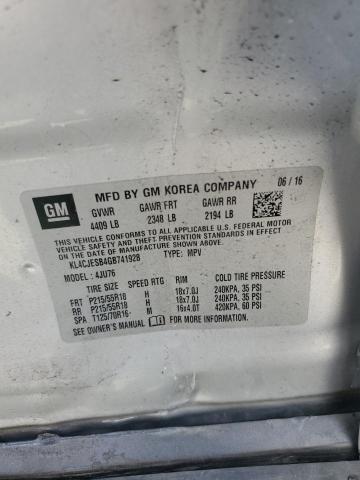 GM
MFD BY GM KOREA COMPANY 06 / 16
GVWR GAWR FRT GAWR RR
4409 LB 2348 LB 2194 LB
THIS VEHICLE CONFORMS TO ALL APPLICABLE U.S. FEDERAL MOTOR
VEHICLE SAFETY AND THEFT PREVENTION STANDARDS IN EFFECT ON THE DATE OF MANUFACTURE SHOWN ABOVE.
KL4CJESB4GB741928 TYPE: MPV
MODEL : 4JU76
TIRE SIZE SPEED RTG RIM COLD TIRE PRESSURE
FRT P215/55R18 H 18x7.0J 240KPA, 35 PSI
RR P215/55R18 H 18x7.0J 240KPA, 35 PSI
SPA T125/70R16 M 16x4.0T 420KPA, 60 PSI
SEE OWNER'S MANUAL FOR MORE INFORMATION